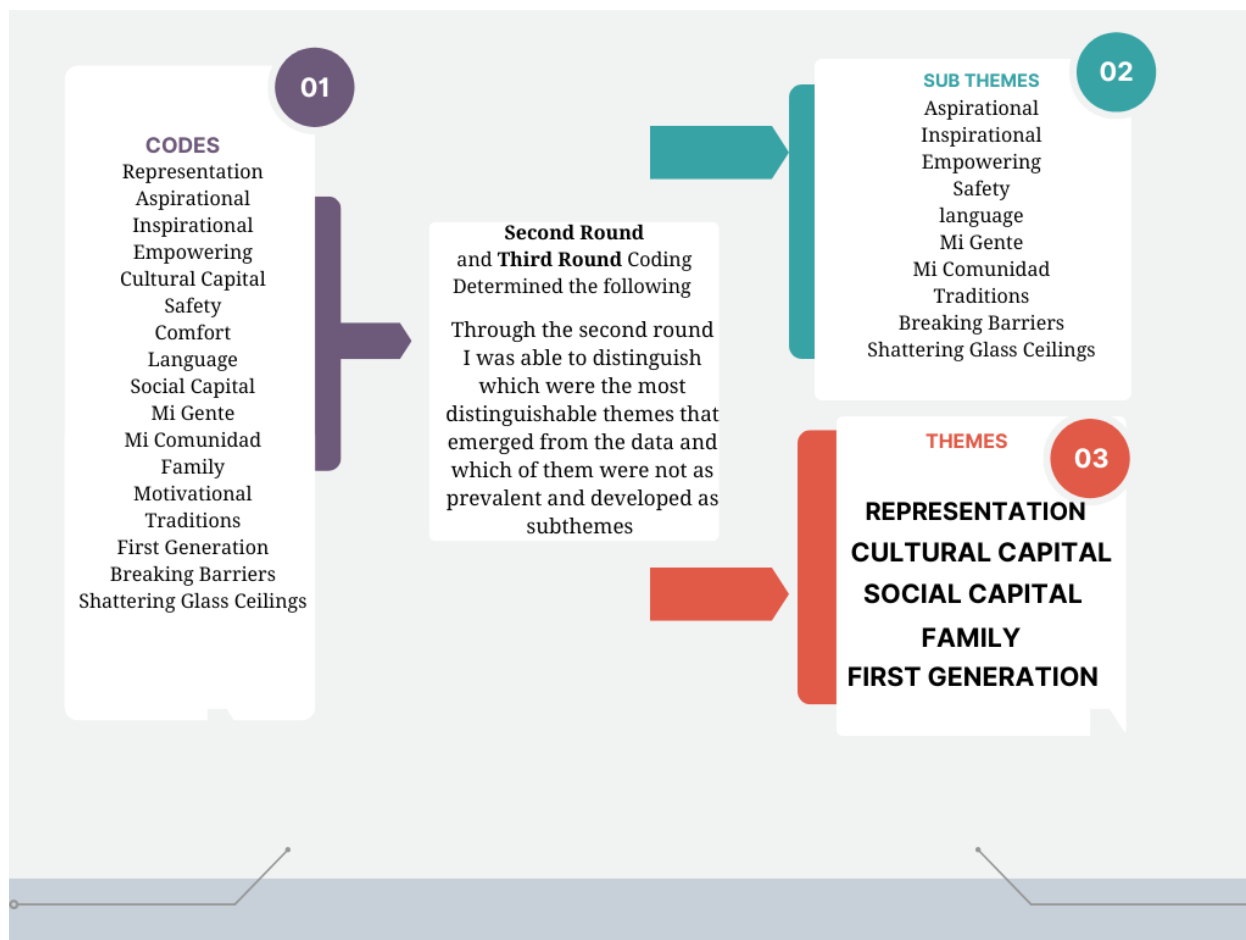 01
CODES
Representation
Aspirational
Inspirational
Empowering
Cultural Capital
Safety
Comfort
Language
Social Capital
Mi Gente
Mi Comunidad
Family
Motivational
Traditions
First Generation
Breaking Barriers
Shattering Glass Ceilings
Second Round
and Third Round Coding
Determined the following
Through the second round
I was able to distinguish
which were the most
distinguishable themes that
emerged from the data and
which of them were not as
prevalent and developed as
subthemes
02
SUB THEMES
Aspirational
Inspirational
Empowering
Safety
language
Mi Gente
Mi Comunidad
Traditions
Breaking Barriers
Shattering Glass Ceilings
03
THEMES
REPRESENTATION
CULTURAL CAPITAL
SOCIAL CAPITAL
FAMILY
FIRST GENERATION